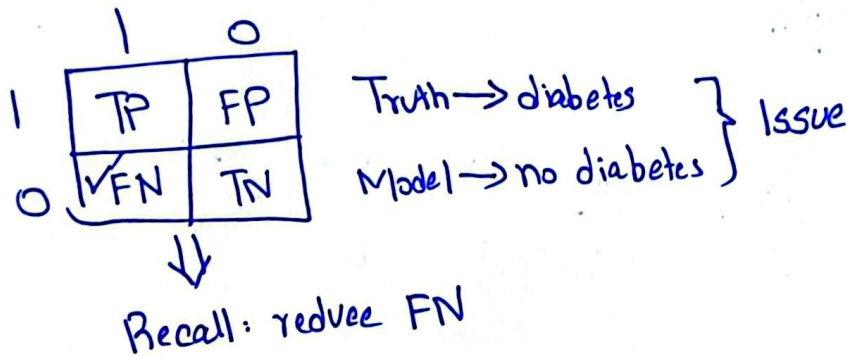 1 0
1 TP FP Truth → diabetes } Issue
0 ✓FN TN Model → no diabetes
⇓
Recall: reduce FN